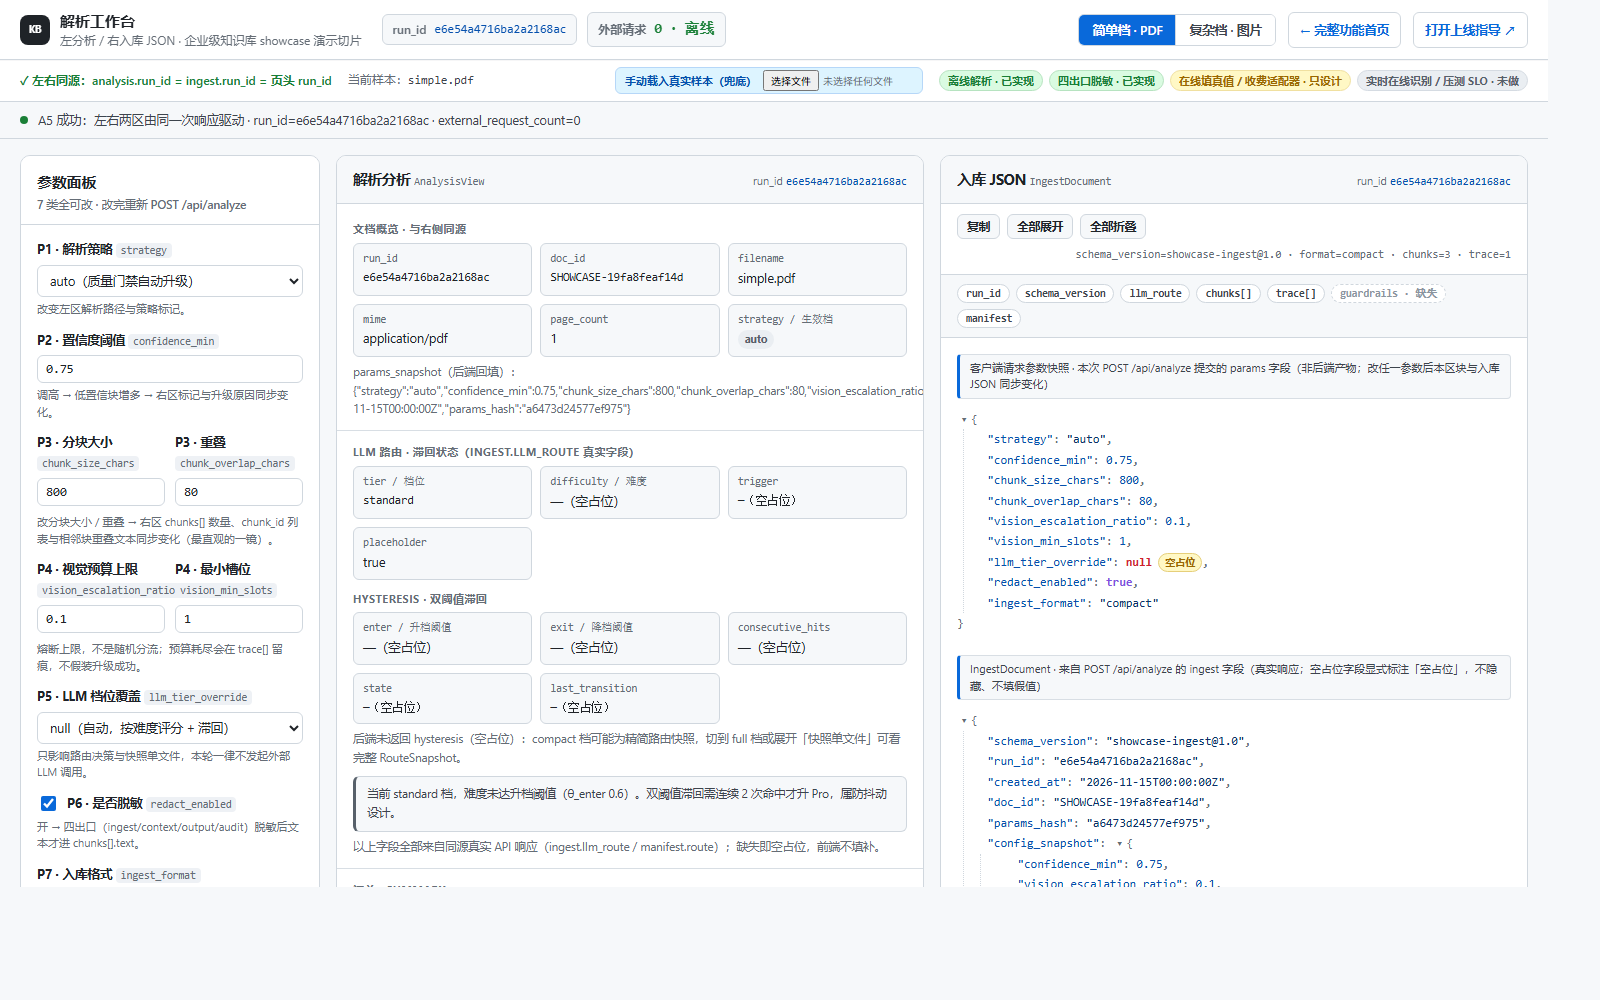 KB
解析工作台
左分析 / 右入库 JSON · 企业级知识库 showcase 演示切片
run_id e6e54a4716ba2a2168ac
外部请求 0 · 离线
简单档 · PDF
复杂档 · 图片
← 完整功能首页
打开上线指导 ↗
✓ 左右同源：analysis.run_id = ingest.run_id = 页头 run_id
当前样本: simple.pdf
手动载入真实样本（兜底）
选择文件 未选择任何文件
离线解析 · 已实现
四出口脱敏 · 已实现
在线填真值 / 收费适配器 · 只设计
实时在线识别 / 压测 SLO · 未做
A5 成功：左右两区由同一次响应驱动 · run_id=e6e54a4716ba2a2168ac · external_request_count=0
参数面板
7 类全可改 · 改完重新 POST /api/analyze
P1 · 解析策略 strategy
auto（质量门禁自动升级）
改变左区解析路径与策略标记。
P2 · 置信度阈值 confidence_min
0.75
调高 → 低置信块增多 → 右区标记与升级原因同步变
化。
P3 · 分块大小
chunk_size_chars
800
P3 · 重叠
chunk_overlap_chars
80
改分块大小 / 重叠 → 右区 chunks[] 数量、chunk_id 列
表与相邻块重叠文本同步变化（最直观的一镜）。
P4 · 视觉预算上限
vision_escalation_ratio
0.1
P4 · 最小槽位
vision_min_slots
1
熔断上限，不是随机分流；预算耗尽会在 trace[] 留
痕，不假装升级成功。
P5 · LLM 档位覆盖 llm_tier_override
null（自动，按难度评分 + 滞回）
只影响路由决策与快照单文件，本轮一律不发起外部
LLM 调用。
P6 · 是否脱敏 redact_enabled
开 → 四出口（ingest/context/output/audit）脱敏后文
本才进 chunks[].text。
P7 · 入库格式 ingest_format
解析分析 AnalysisView
run_id e6e54a4716ba2a2168ac
文档概览 · 与右侧同源
run_id
e6e54a4716ba2a2168ac
doc_id
SHOWCASE-19fa8feaf14d
filename
simple.pdf
mime
application/pdf
page_count
1
strategy / 生效档
auto
params_snapshot（后端回填）：
{"strategy":"auto","confidence_min":0.75,"chunk_size_chars":800,"chunk_overlap_chars":80,"vision_escalation_ratio
11-15T00:00:00Z","params_hash":"a6473d24577ef975"}
LLM 路由 · 滞回状态（INGEST.LLM_ROUTE 真实字段）
tier / 档位
standard
difficulty / 难度
—（空占位）
trigger
—（空占位）
placeholder
true
HYSTERESIS · 双阈值滞回
enter / 升档阈值
—（空占位）
exit / 降档阈值
—（空占位）
consecutive_hits
—（空占位）
state
—（空占位）
last_transition
—（空占位）
后端未返回 hysteresis（空占位）：compact 档可能为精简路由快照，切到 full 档或展开「快照单文件」可看
完整 RouteSnapshot。
当前 standard 档，难度未达升档阈值（θ_enter 0.6）。双阈值滞回需连续 2 次命中才升 Pro，属防抖动
设计。
以上字段全部来自同源真实 API 响应（ingest.llm_route / manifest.route）；缺失即空占位，前端不填补。
入库 JSON IngestDocument
run_id e6e54a4716ba2a2168ac
复制
全部展开
全部折叠
schema_version=showcase-ingest@1.0 · format=compact · chunks=3 · trace=1
run_id
schema_version
llm_route
chunks[]
trace[]
guardrails · 缺失
manifest
客户端请求参数快照 · 本次 POST /api/analyze 提交的 params 字段（非后端产物；改任一参数后本区块与入库
JSON 同步变化）
▾ {
"strategy": "auto",
"confidence_min": 0.75,
"chunk_size_chars": 800,
"chunk_overlap_chars": 80,
"vision_escalation_ratio": 0.1,
"vision_min_slots": 1,
"llm_tier_override": null 空占位 ,
"redact_enabled": true,
"ingest_format": "compact"
}
IngestDocument · 来自 POST /api/analyze 的 ingest 字段（真实响应；空占位字段显式标注「空占位」，不隐
藏、不填假值）
▾ {
"schema_version": "showcase-ingest@1.0",
"run_id": "e6e54a4716ba2a2168ac",
"created_at": "2026-11-15T00:00:00Z",
"doc_id": "SHOWCASE-19fa8feaf14d",
"params_hash": "a6473d24577ef975",
"config_snapshot": ▾ {
"confidence_min": 0.75,
"vision_escalation_ratio": 0.1,